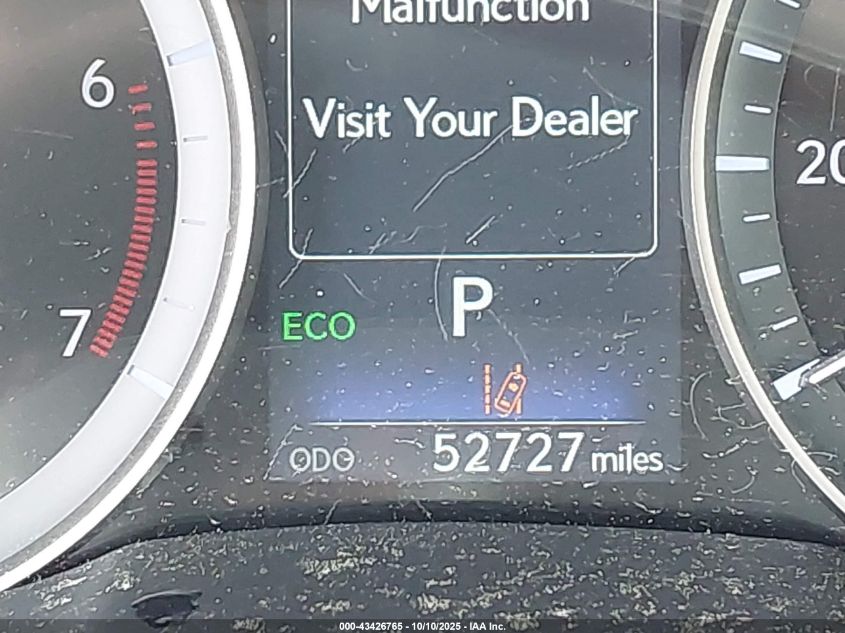 Malfunction
Visit Your Dealer
6
7
20
P
ECO
ODO 52727 miles
000-43426765 - 10/10/2025 - IAA Inc.